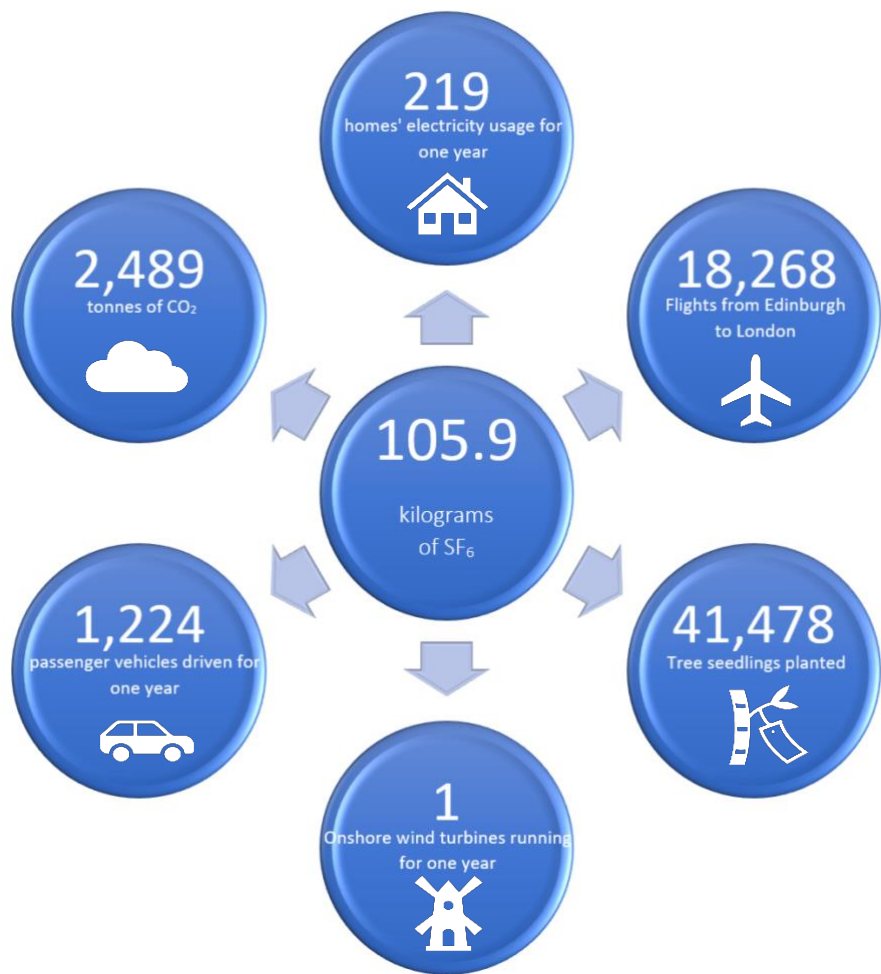 219
homes' electricity usage for
one year
2,489
tonnes of CO₂
18,268
Flights from Edinburgh
to London
105.9
kilograms
of SF₆
1,224
passenger vehicles driven for
one year
41,478
Tree seedlings planted
1
Onshore wind turbines running
for one year